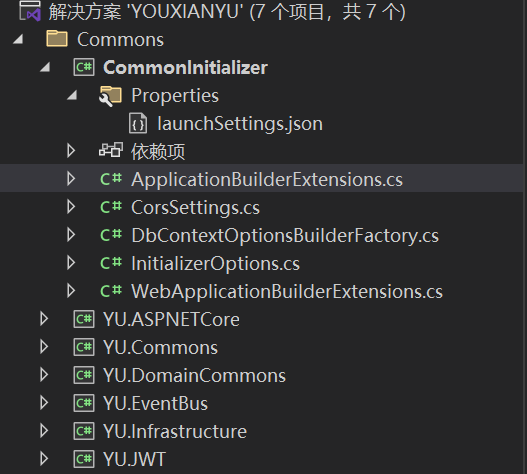 解决方案 'YOUXIANYU' (7 个项目，共 7 个)
Commons
C# CommonInitializer
Properties
launchSettings.json
依赖项
C# ApplicationBuilderExtensions.cs
C# CorsSettings.cs
C# DbContextOptionsBuilderFactory.cs
C# InitializerOptions.cs
C# WebApplicationBuilderExtensions.cs
C# YU.ASPNETCore
C# YU.Commons
C# YU.DomainCommons
C# YU.EventBus
C# YU.Infrastructure
C# YU.JWT